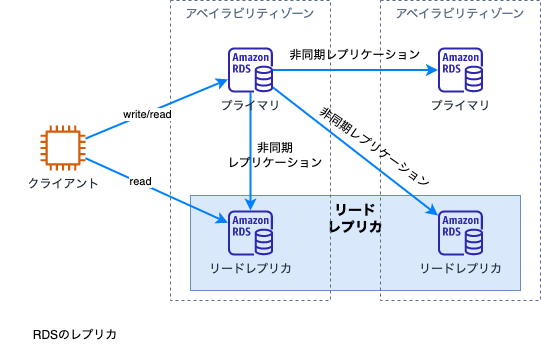 アベイラビリティゾーン
アベイラビリティゾーン
Amazon
RDS
プライマリ
非同期レプリケーション
Amazon
RDS
プライマリ
write/read
クライアント
read
非同期
レプリケーション
非同期レプリケーション
リード
レプリカ
Amazon
RDS
リードレプリカ
Amazon
RDS
リードレプリカ
RDSのレプリカ